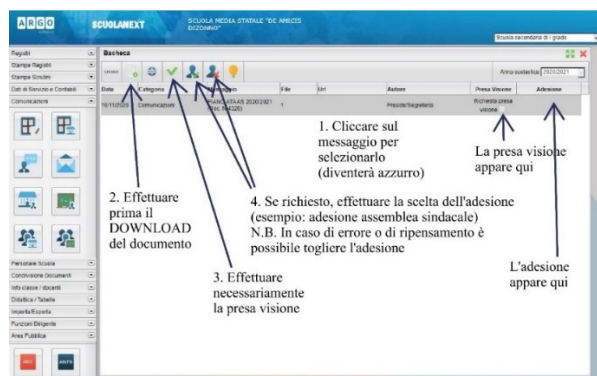 ARGO
SCUOLANEXT
SCUOLA MEDIA STATALE "DE AMICIS
DIZONNO"
Scuola secondaria di I grado
Registri
Bacheca
Stampe Registri
Stampe Scrutini
Anno scolastico: 2020/2021
Dati di Servizio e Contabili
Data Categoria Messaggio File Url Autore Presa Visione Adesione
Comunicazioni
Comunicazioni 1 Preside/Segreteria Richiesta presa
visione
1. Cliccare sul
messaggio per
selezionarlo
(diventerà azzurro)
La presa visione
appare qui
2. Effettuare
prima il
DOWNLOAD
del documento
4. Se richiesto, effettuare la scelta dell'adesione
(esempio: adesione assemblea sindacale)
N.B. In caso di errore o di ripensamento è
possibile togliere l'adesione
3. Effettuare
necessariamente
la presa visione
L'adesione
appare qui
Personale Scuola
Condivisione Documenti
Info classe / docenti
Didattica / Tabelle
Importa/Esporta
Funzioni Dirigente
Area Pubblica